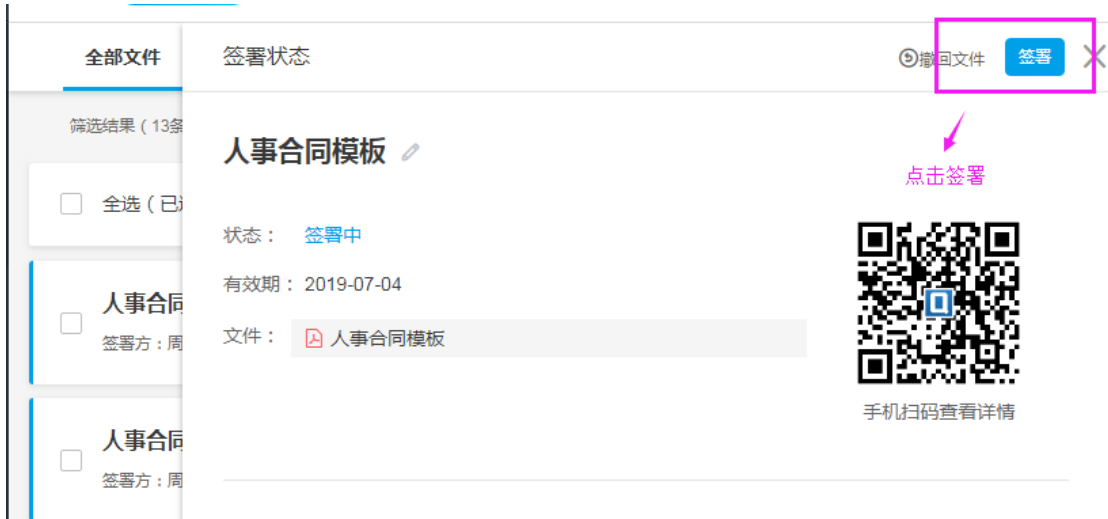 全部文件
签署状态
撤回文件
签署
筛选结果（13条
人事合同模板
点击签署
全选（已
状态： 签署中
有效期： 2019-07-04
人事合同
签署方：周
文件： 人事合同模板
手机扫码查看详情
人事合同
签署方：周